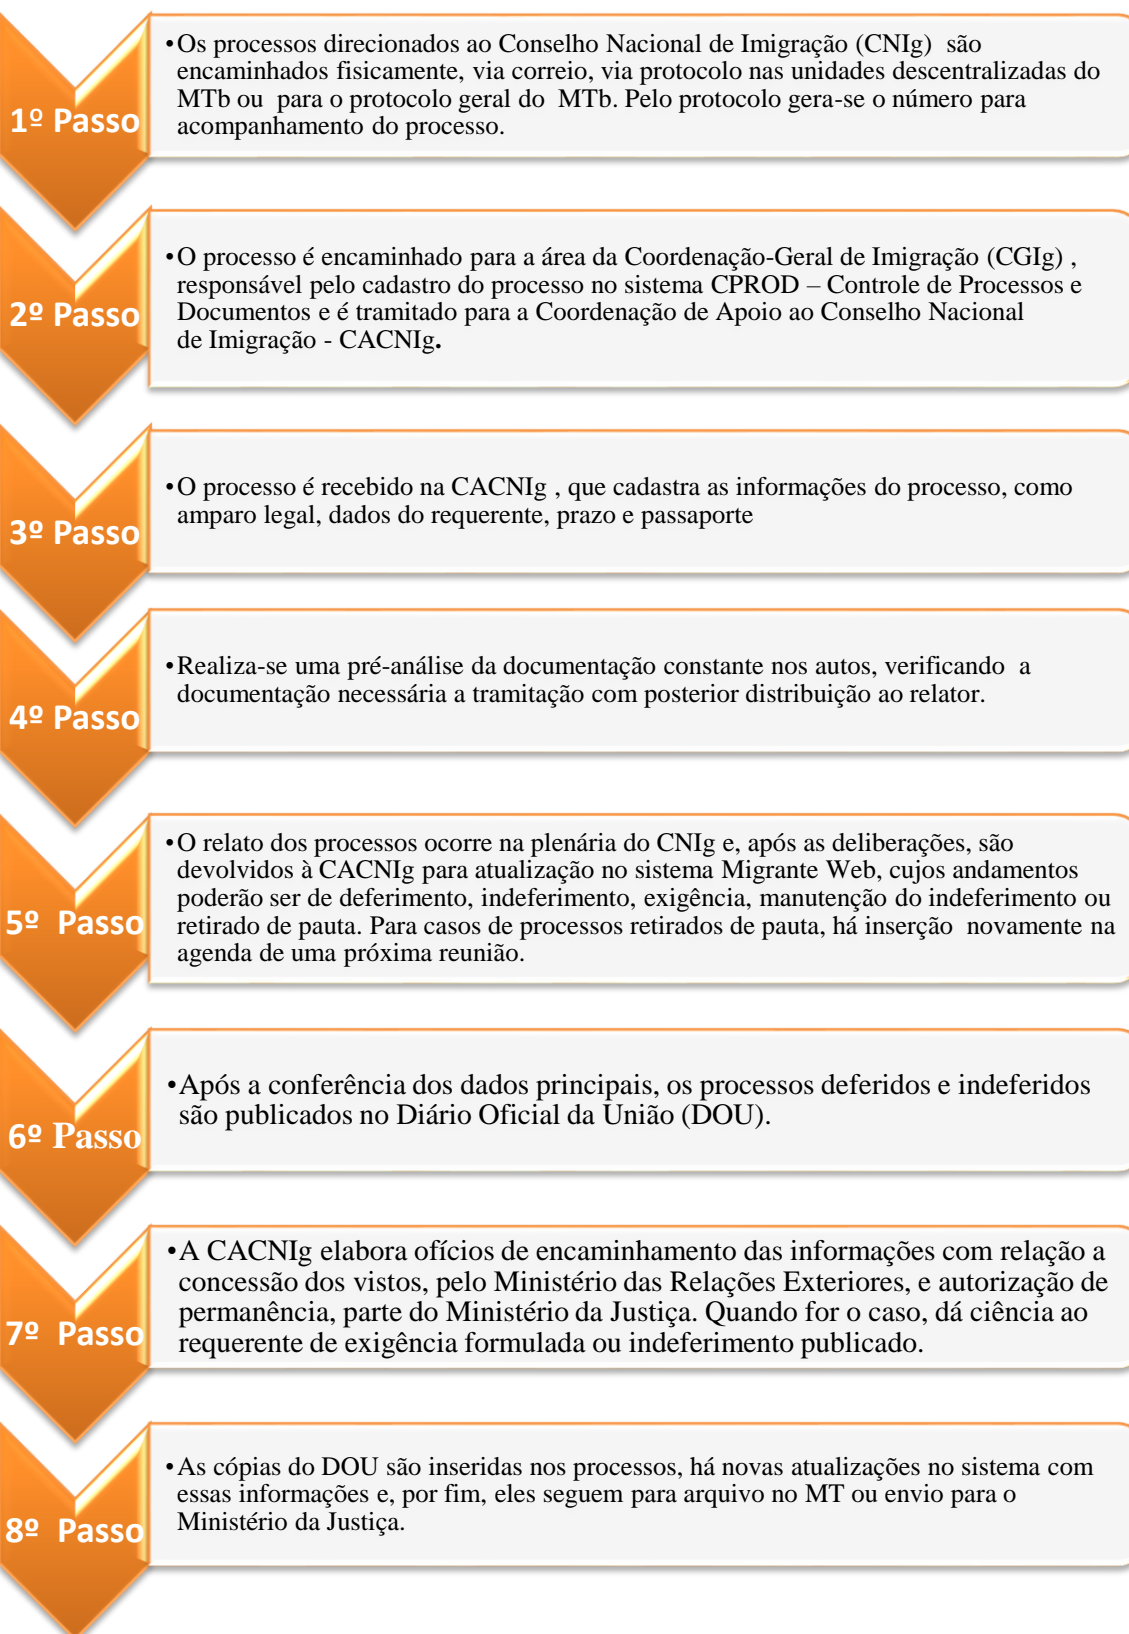 1º Passo
•Os processos direcionados ao Conselho Nacional de Imigração (CNIg) são
encaminhados fisicamente, via correio, via protocolo nas unidades descentralizadas do
MTb ou para o protocolo geral do MTb. Pelo protocolo gera-se o número para
acompanhamento do processo.
2º Passo
•O processo é encaminhado para a área da Coordenação-Geral de Imigração (CGIg) ,
responsável pelo cadastro do processo no sistema CPROD – Controle de Processos e
Documentos e é tramitado para a Coordenação de Apoio ao Conselho Nacional
de Imigração - CACNIg.
3º Passo
•O processo é recebido na CACNIg , que cadastra as informações do processo, como
amparo legal, dados do requerente, prazo e passaporte
4º Passo
•Realiza-se uma pré-análise da documentação constante nos autos, verificando a
documentação necessária a tramitação com posterior distribuição ao relator.
5º Passo
•O relato dos processos ocorre na plenária do CNIg e, após as deliberações, são
devolvidos à CACNIg para atualização no sistema Migrante Web, cujos andamentos
poderão ser de deferimento, indeferimento, exigência, manutenção do indeferimento ou
retirado de pauta. Para casos de processos retirados de pauta, há inserção novamente na
agenda de uma próxima reunião.
6º Passo
•Após a conferência dos dados principais, os processos deferidos e indeferidos
são publicados no Diário Oficial da União (DOU).
7º Passo
•A CACNIg elabora ofícios de encaminhamento das informações com relação a
concessão dos vistos, pelo Ministério das Relações Exteriores, e autorização de
permanência, parte do Ministério da Justiça. Quando for o caso, dá ciência ao
requerente de exigência formulada ou indeferimento publicado.
8º Passo
•As cópias do DOU são inseridas nos processos, há novas atualizações no sistema com
essas informações e, por fim, eles seguem para arquivo no MT ou envio para o
Ministério da Justiça.